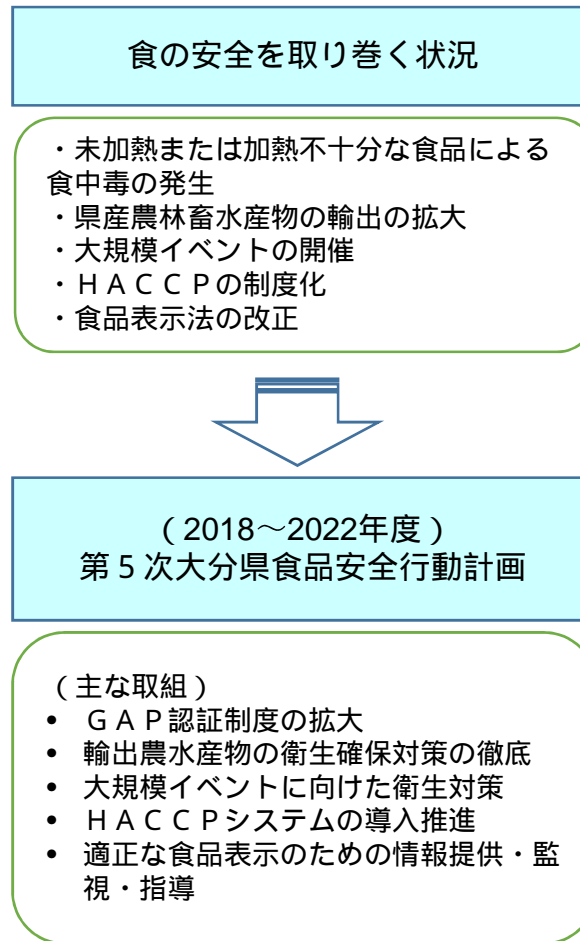 食の安全を取り巻く状況
・未加熱または加熱不十分な食品による
食中毒の発生
・県産農林畜水産物の輸出の拡大
・大規模イベントの開催
・ＨＡＣＣＰの制度化
・食品表示法の改正
（2018～2022年度）
第５次大分県食品安全行動計画
（主な取組）
• ＧＡＰ認証制度の拡大
• 輸出農水産物の衛生確保対策の徹底
• 大規模イベントに向けた衛生対策
• ＨＡＣＣＰシステムの導入推進
• 適正な食品表示のための情報提供・監
視・指導